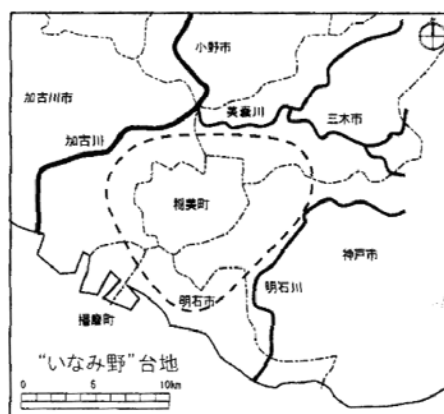 小野市
加古川市
美嚢川
三木市
加古川
稲美町
神戸市
明石市
明石川
播磨町
"いなみ野"台地
0 5 10km